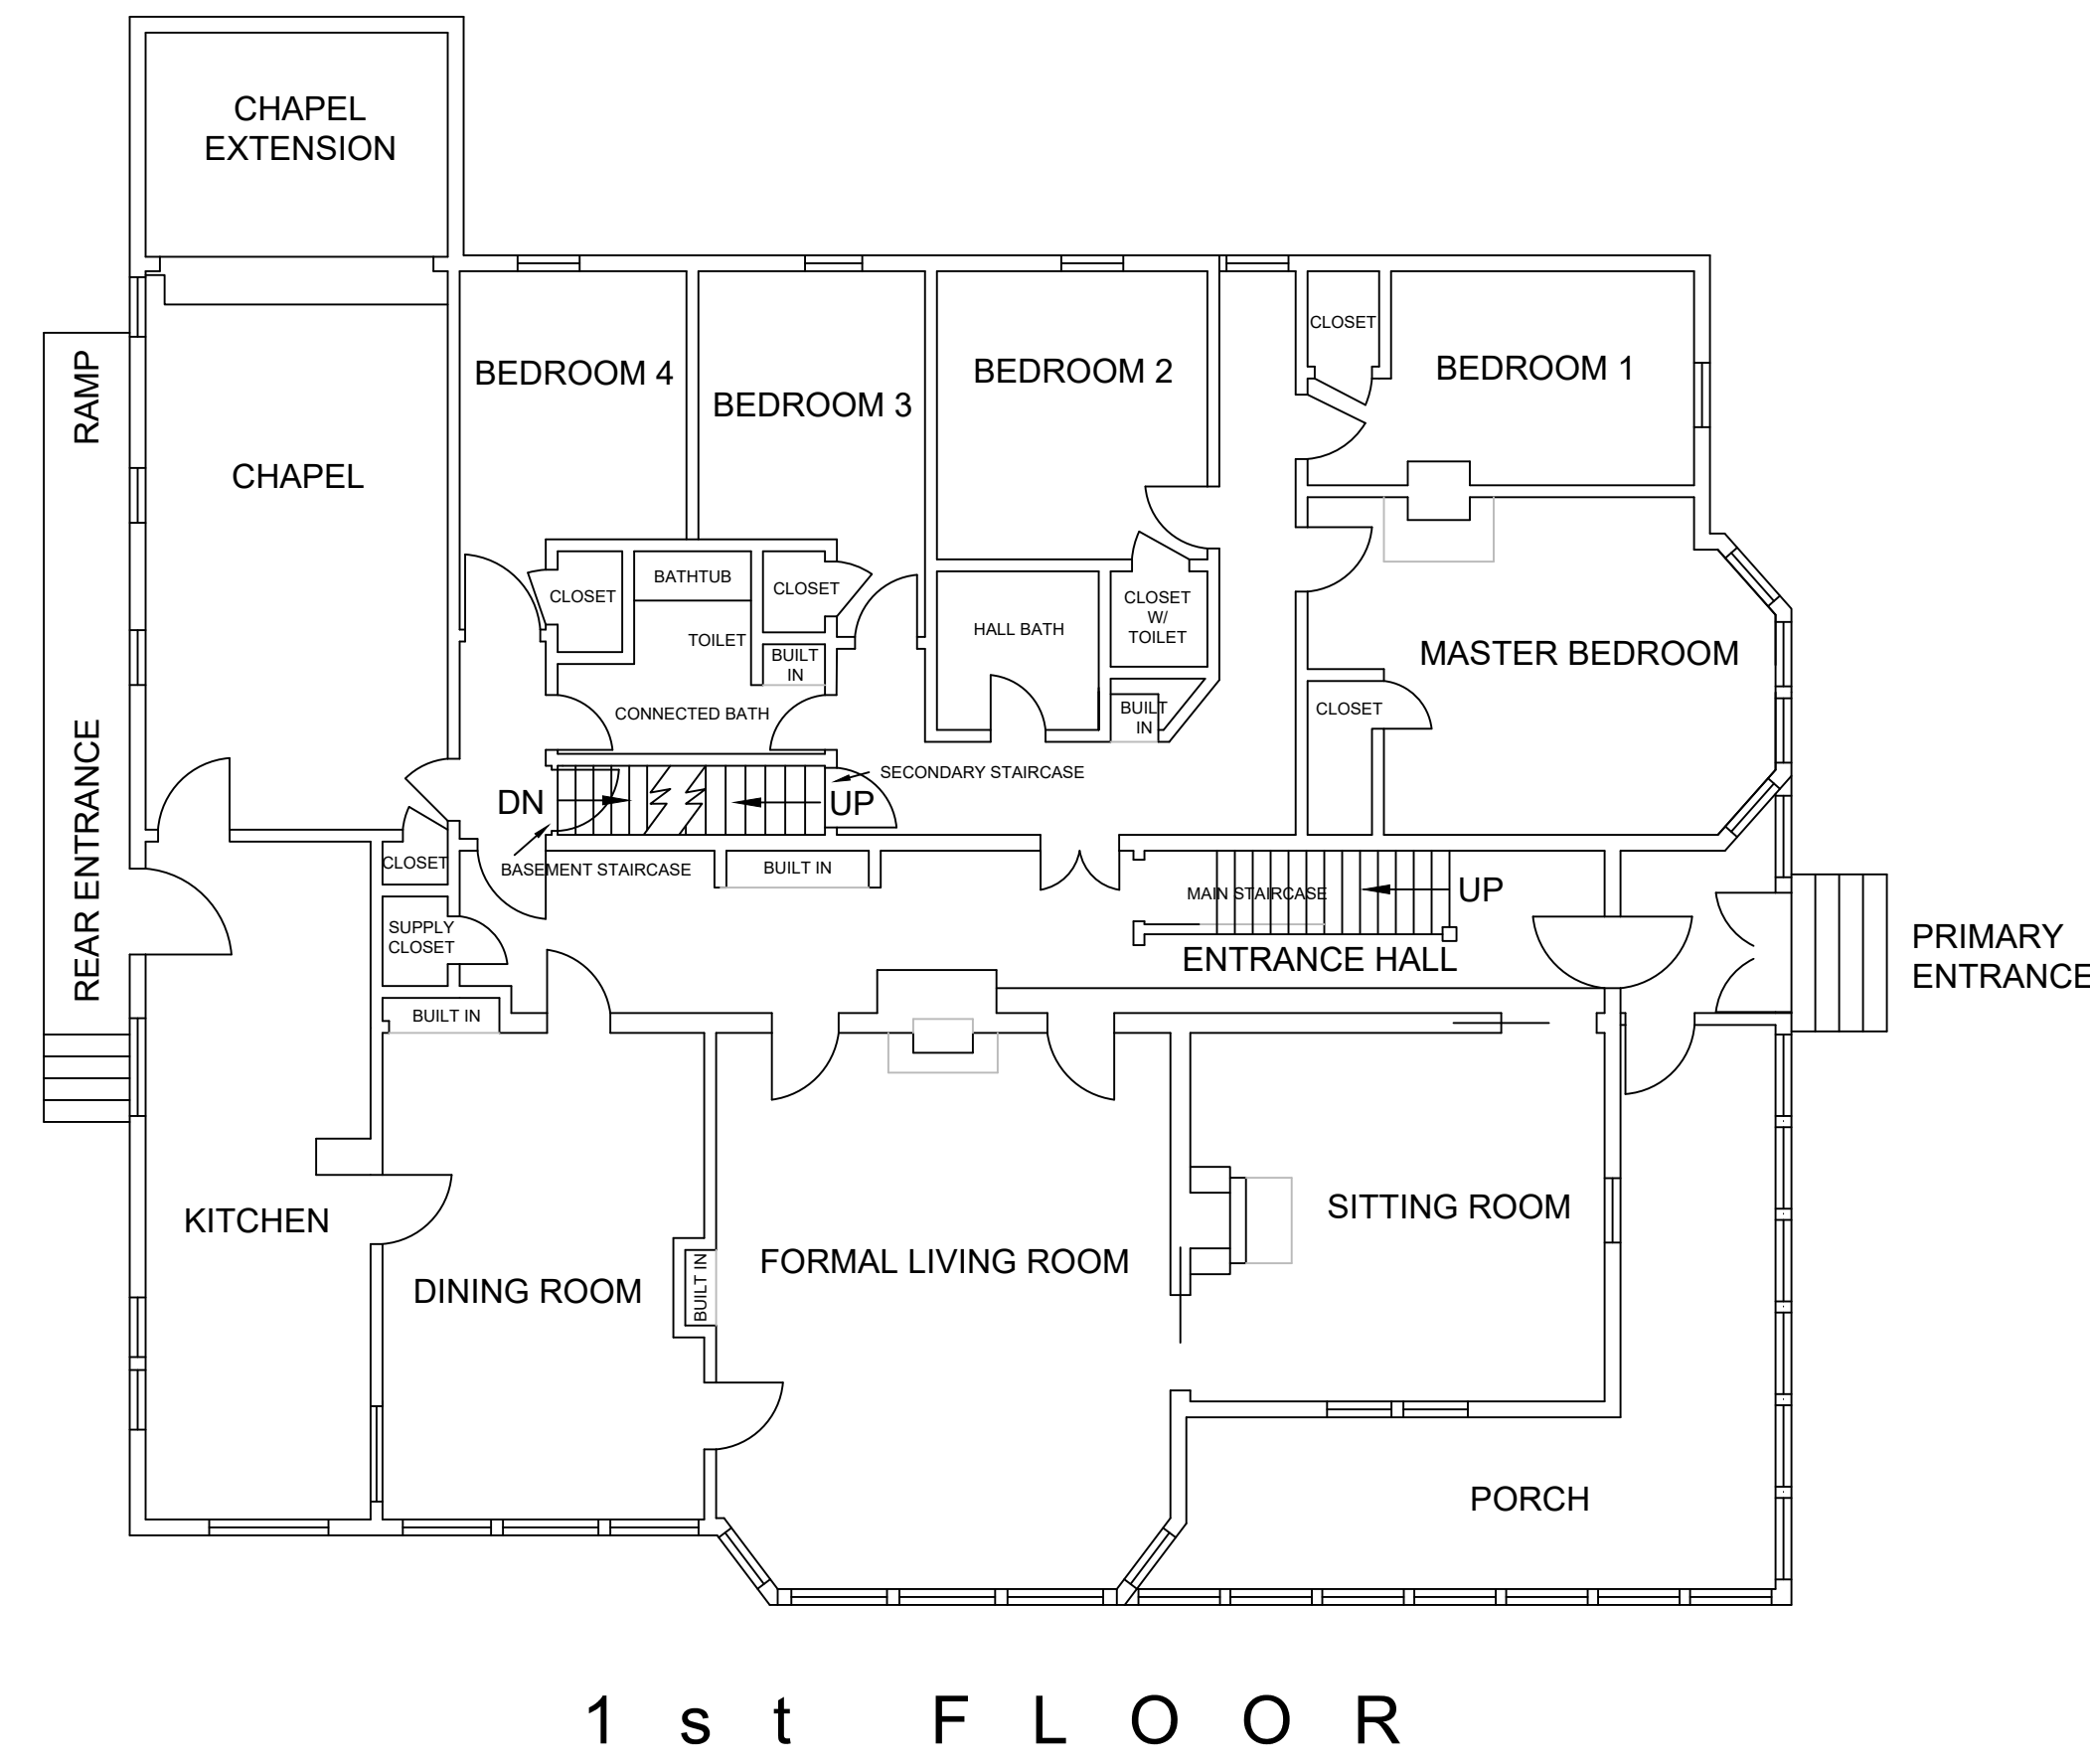 CHAPEL
EXTENSION
RAMP
CHAPEL
BEDROOM 4
BEDROOM 3
BEDROOM 2
CLOSET
BEDROOM 1
CLOSET
BATHTUB
CLOSET
CLOSET
W/
TOILET
HALL BATH
TOILET
BUILT
IN
MASTER BEDROOM
CONNECTED BATH
BUILT
IN
CLOSET
REAR ENTRANCE
SECONDARY STAIRCASE
DN
UP
CLOSET
BASEMENT STAIRCASE
BUILT IN
MAIN STAIRCASE
UP
SUPPLY
CLOSET
ENTRANCE HALL
PRIMARY
ENTRANCE
BUILT IN
KITCHEN
DINING ROOM
BUILT IN
FORMAL LIVING ROOM
SITTING ROOM
PORCH
1st FLOOR